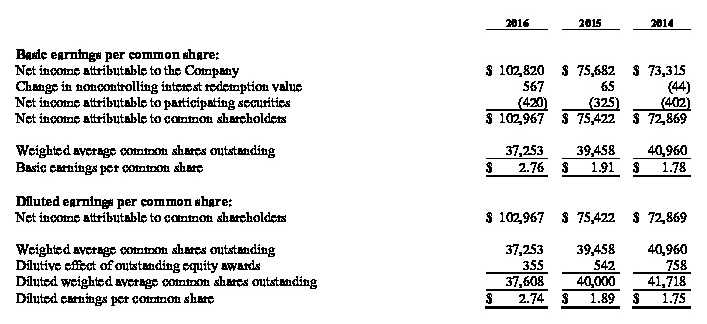 2016 2015 2014
Basic earnings per common share:
Net income attributable to the Company $ 102,820 $ 75,682 $ 73,315
Change in noncontrolling interest redemption value 567 65 (44)
Net income attributable to participating securities (420) (325) (402)
Net income attributable to common shareholders $ 102,967 $ 75,422 $ 72,869
Weighted average common shares outstanding 37,253 39,458 40,960
Basic earnings per common share $ 2.76 $ 1.91 $ 1.78
Diluted earnings per common share:
Net income attributable to common shareholders $ 102,967 $ 75,422 $ 72,869
Weighted average common shares outstanding 37,253 39,458 40,960
Dilutive effect of outstanding equity awards 355 542 758
Diluted weighted average common shares outstanding 37,608 40,000 41,718
Diluted earnings per common share $ 2.74 $ 1.89 $ 1.75